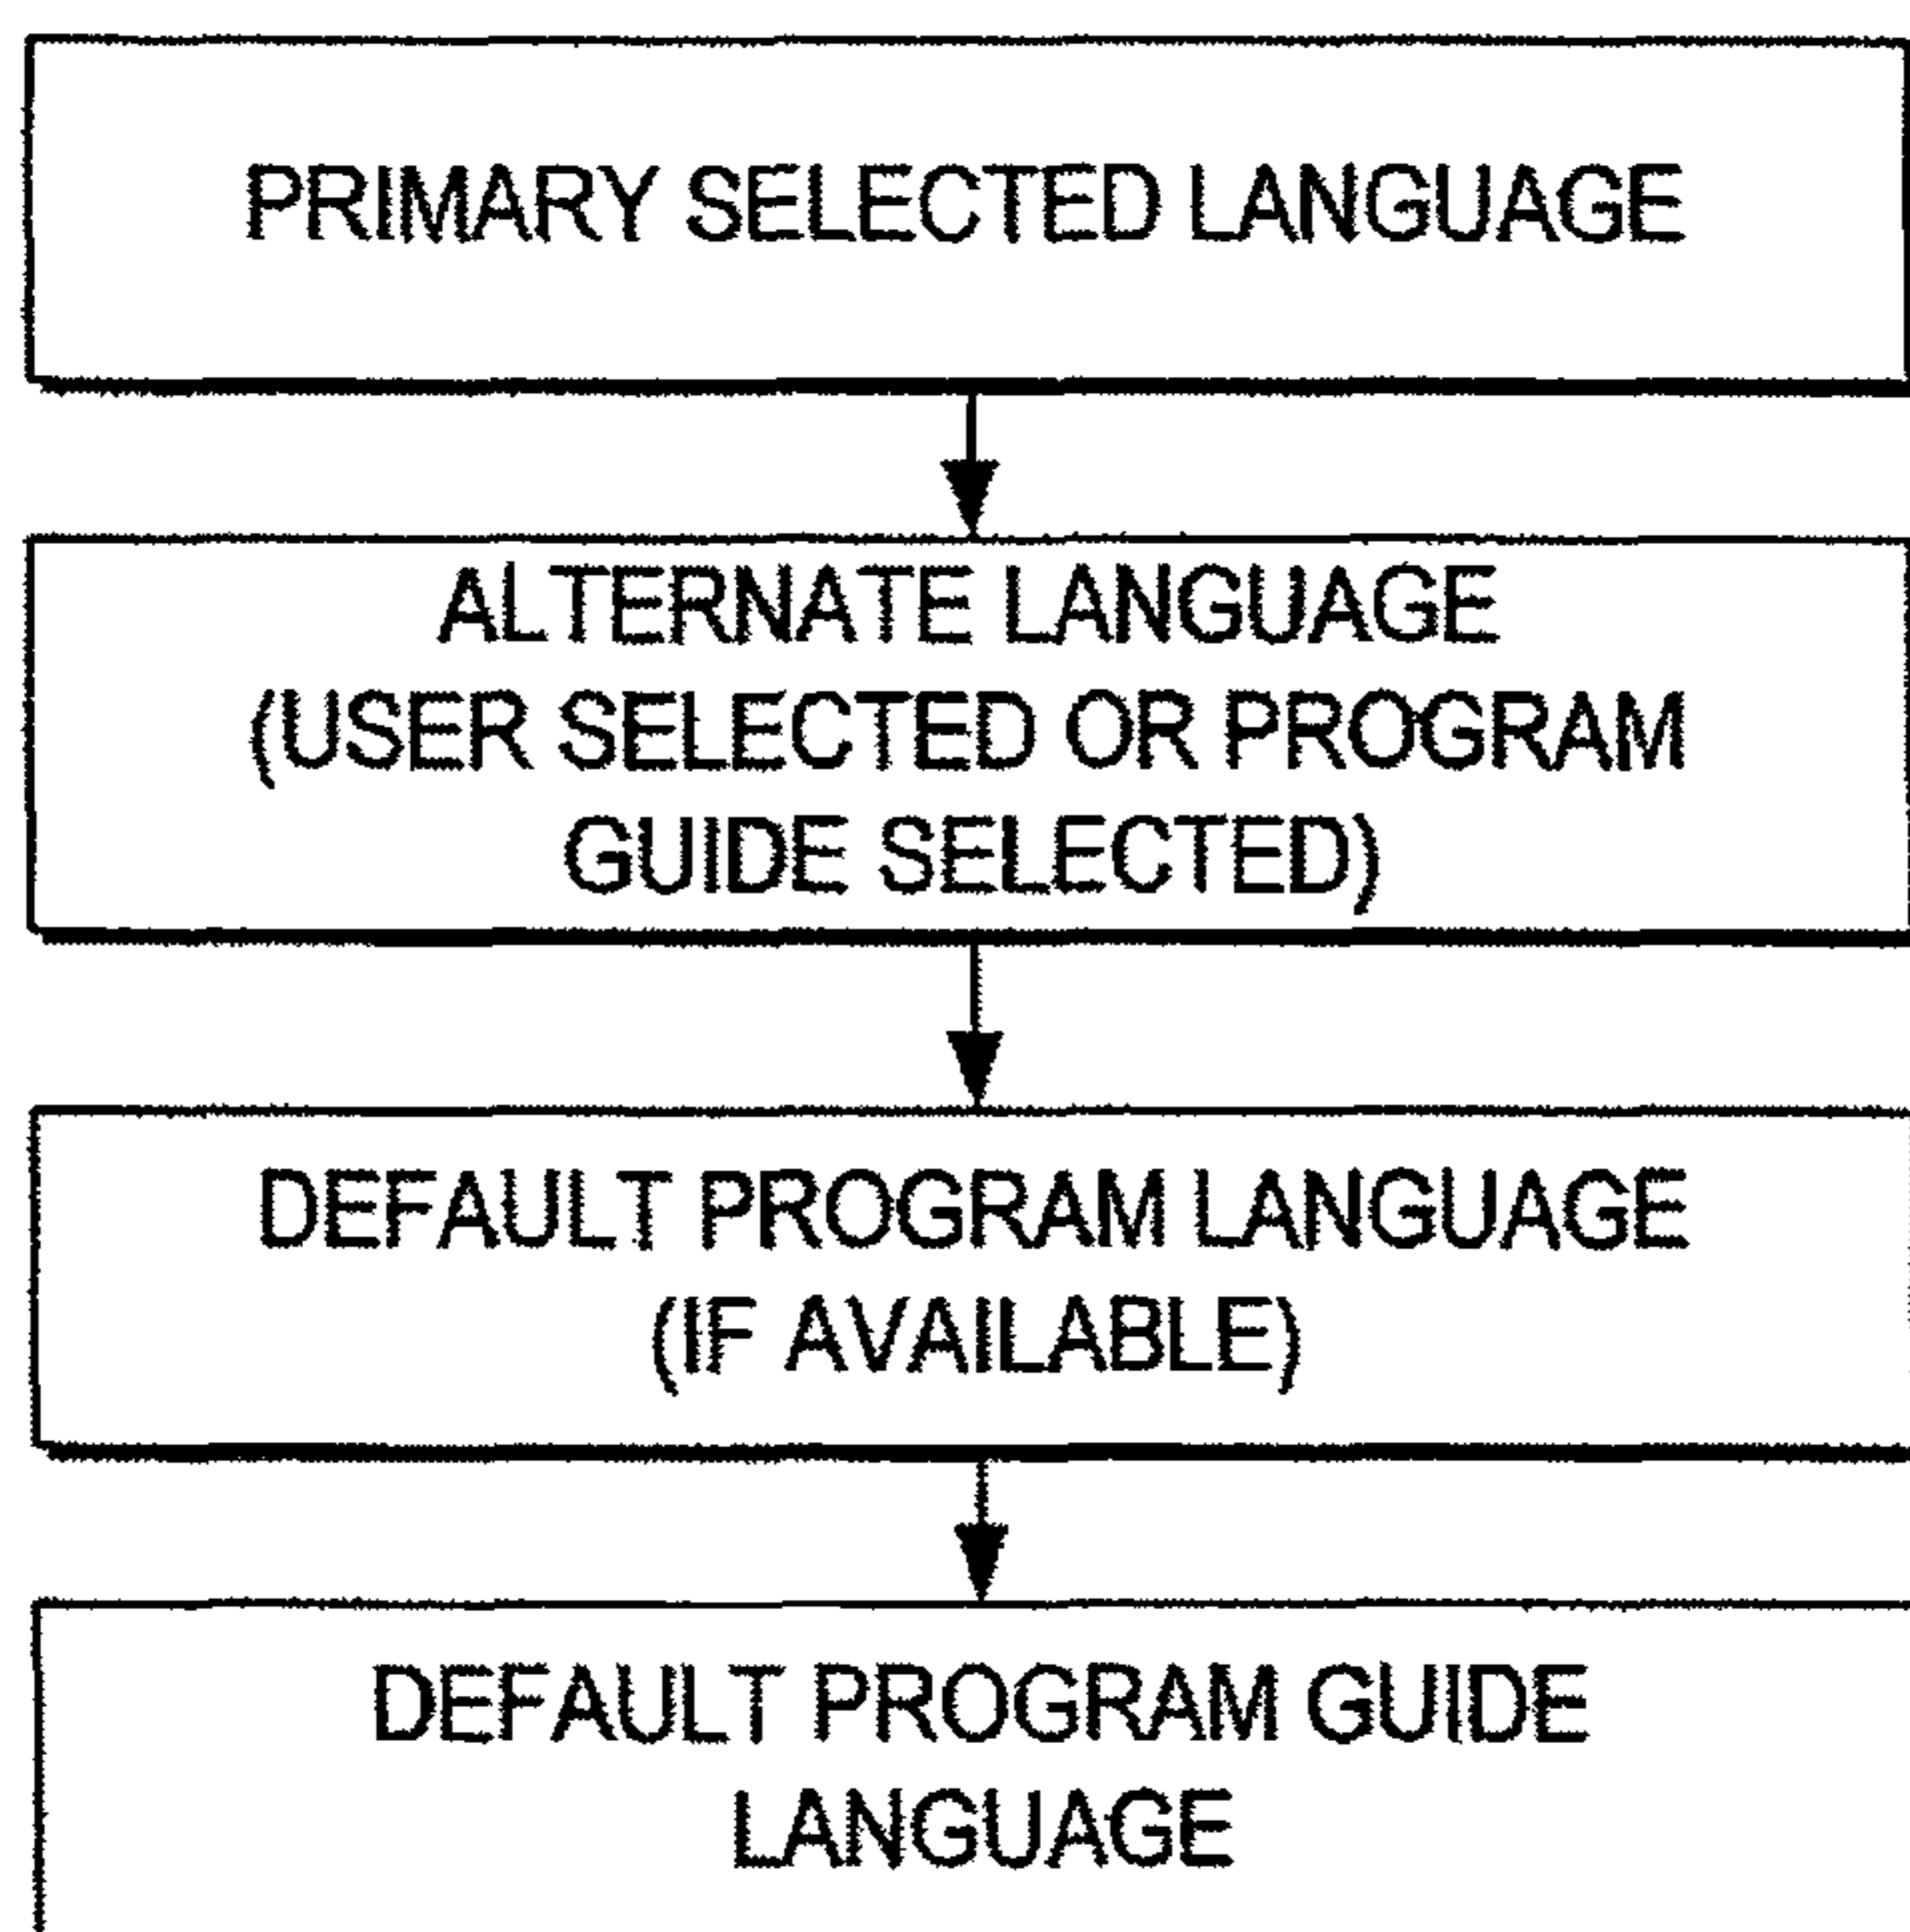 PRIMARY SELECTED LANGUAGE
ALTERNATE LANGUAGE
(USER SELECTED OR PROGRAM
GUIDE SELECTED)
DEFAULT PROGRAM LANGUAGE
(IF AVAILABLE)
DEFAULT PROGRAM GUIDE
LANGUAGE